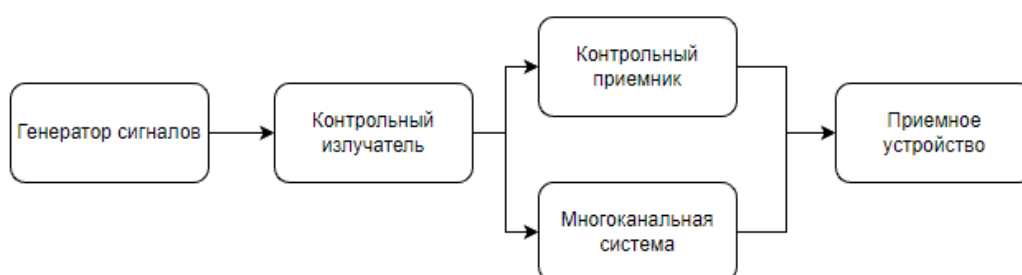 Генератор сигналов
Контрольный
излучатель
Контрольный
приемник
Многоканальная
система
Приемное
устройство